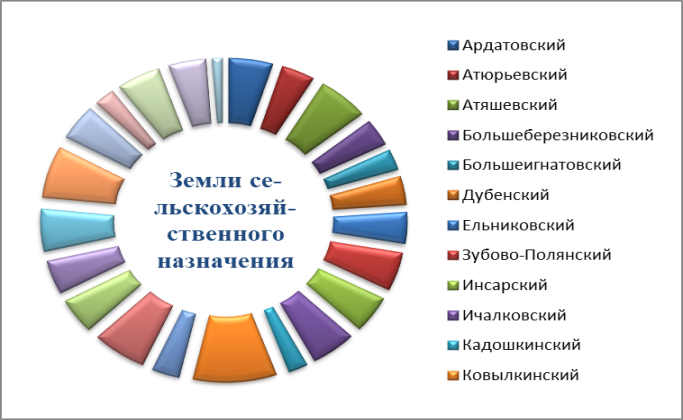 Земли се-
льскохозяй-
ственного
назначения
Ардатовский
Атюрьевский
Атяшевский
Большеберезниковский
Большеигнатовский
Дубенский
Ельниковский
Зубово-Полянский
Инсарский
Ичалковский
Кадошкинский
Ковылкинский